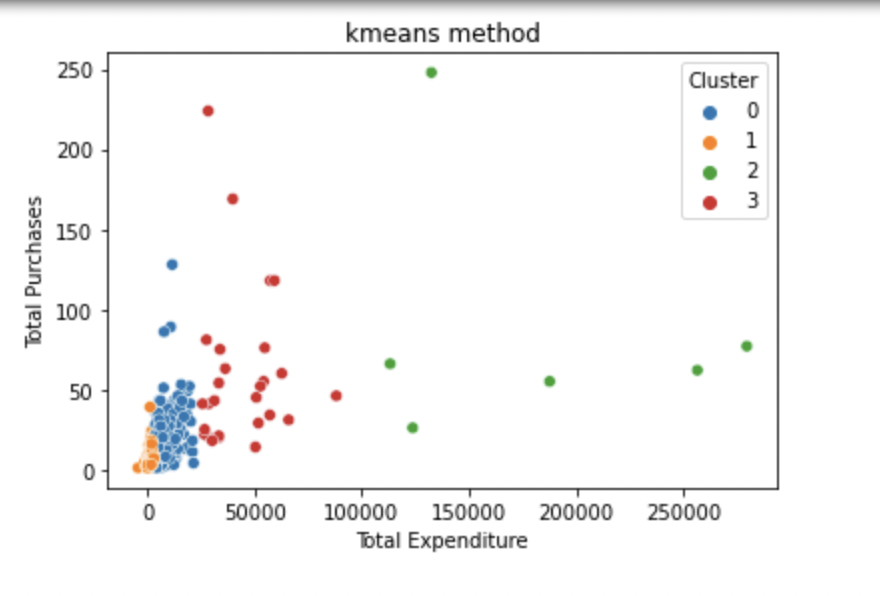 kmeans method
Cluster
0
1
2
3
250
200
150
100
50
0
Total Purchases
0 50000 100000 150000 200000 250000
Total Expenditure